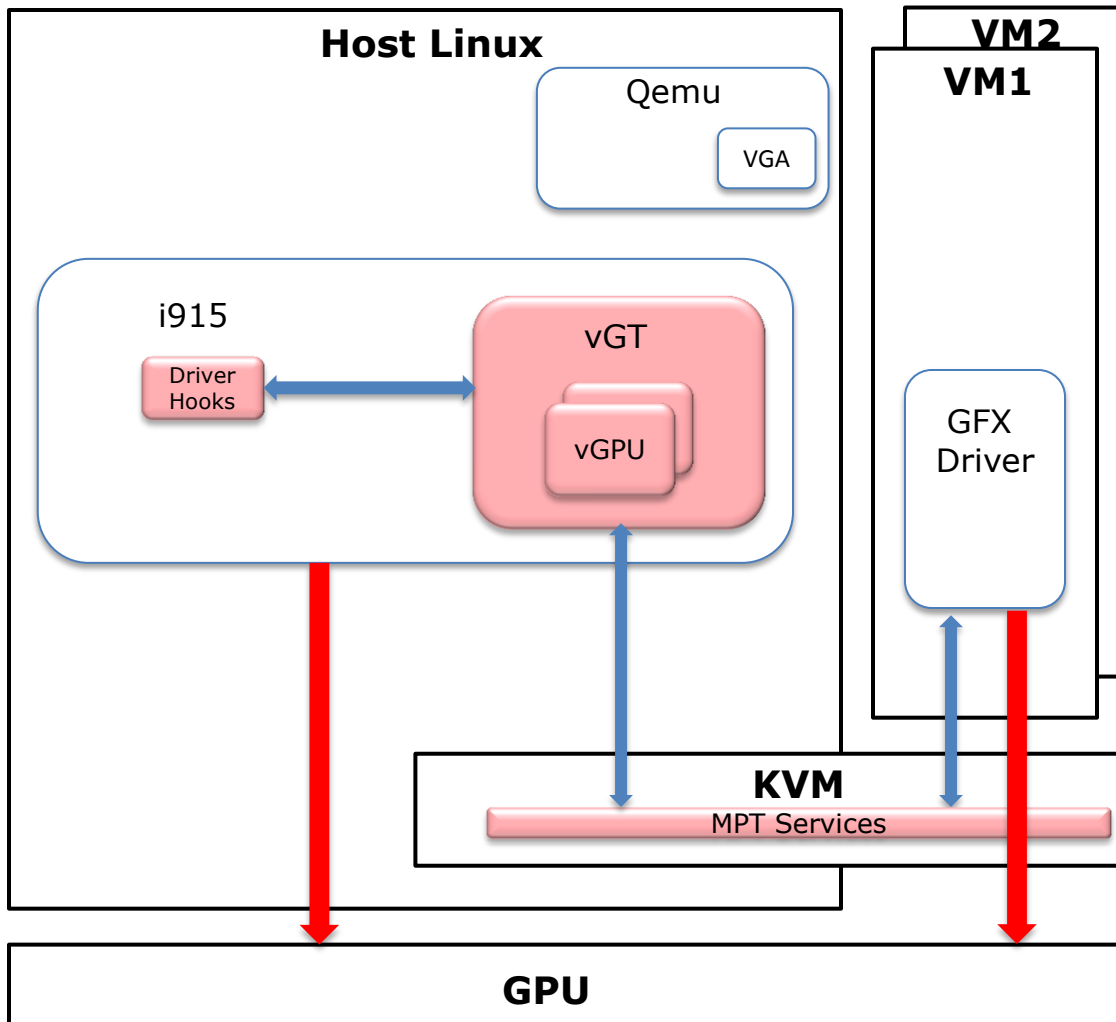 Host Linux
VM2
VM1
Qemu
VGA
i915
vGT
Driver
Hooks
vGPU
GFX
Driver
KVM
MPT Services
GPU